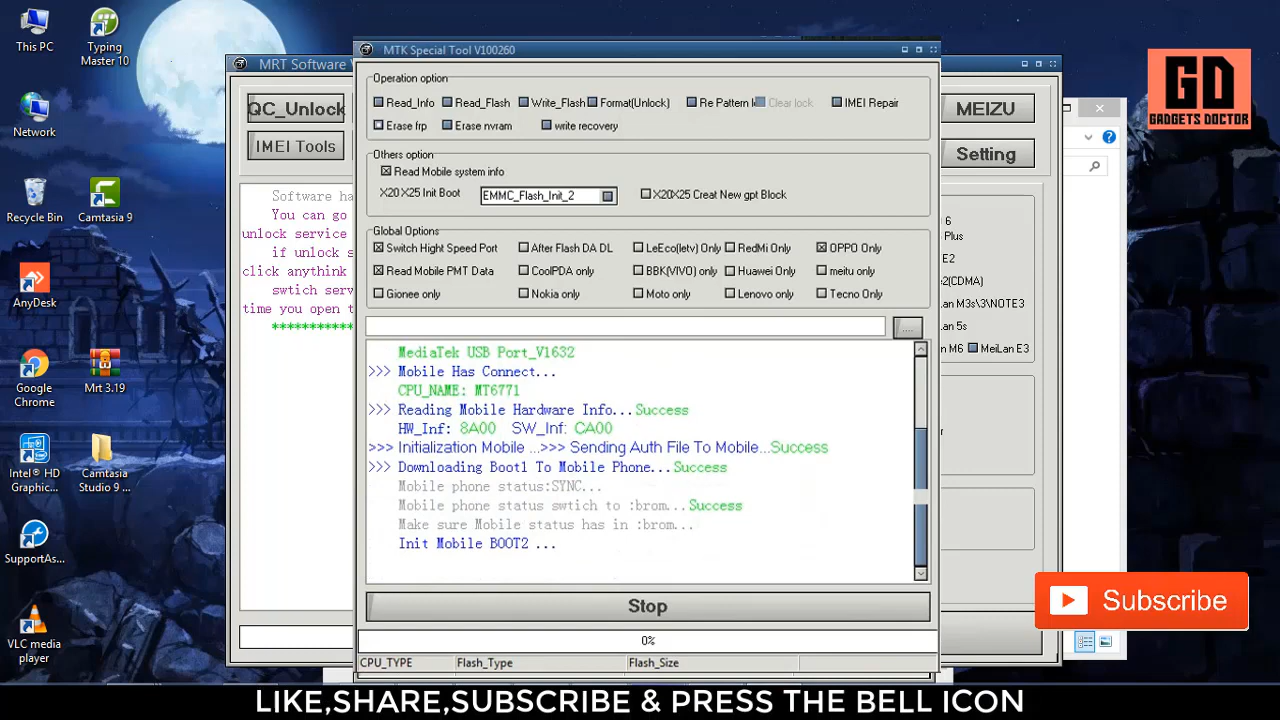 This PC
Typing
Master 10
Network
Recycle Bin
Camtasia 9
AnyDesk
Google
Chrome
Mrt 3.19
Intel® HD
Graphic...
Camtasia
Studio 9 ...
SupportAs...
VLC media
player
MRT Software V
QC_Unlock
IMEI Tools
Software ha
You can go
unlock service
if unlock s
click anythink
swtich serv
time you open t
***********
MTK Special Tool V100260
Operation option
Read_Info
Read_Flash
Write_Flash
Format(Unlock)
Re Pattern l
Clear lock
IMEI Repair
Erase frp
Erase nvram
write recovery
Others option
Read Mobile system info
X20 X25 Init Boot
EMMC_Flash_Init_2
X20X25 Creat New gpt Block
Global Options
Switch Hight Speed Port
After Flash DA DL
LeEco(letv) Only
RedMi Only
OPPO Only
Read Mobile PMT Data
CoolPDA only
BBK(VIVO) only
Huawei Only
meitu only
Gionee only
Nokia only
Moto only
Lenovo only
Tecno Only
....
MediaTek USB Port_V1632
>>> Mobile Has Connect...
CPU_NAME: MT6771
>>> Reading Mobile Hardware Info...Success
HW_Inf: 8A00 SW_Inf: CA00
>>> Initialization Mobile ...>>> Sending Auth File To Mobile...Success
>>> Downloading Boot1 To Mobile Phone...Success
Mobile phone status:SYNC...
Mobile phone status swtich to :brom...Success
Make sure Mobile status has in :brom...
Init Mobile BOOT2 ...
Stop
0%
CPU_TYPE
Flash_Type
Flash_Size
MEIZU
Setting
6
Plus
E2
e2(CDMA)
Lan M3s\3\NOTE3
Lan 5s
M6
MeiLan E3
GD
GADGETS DOCTOR
Subscribe
LIKE,SHARE,SUBSCRIBE & PRESS THE BELL ICON